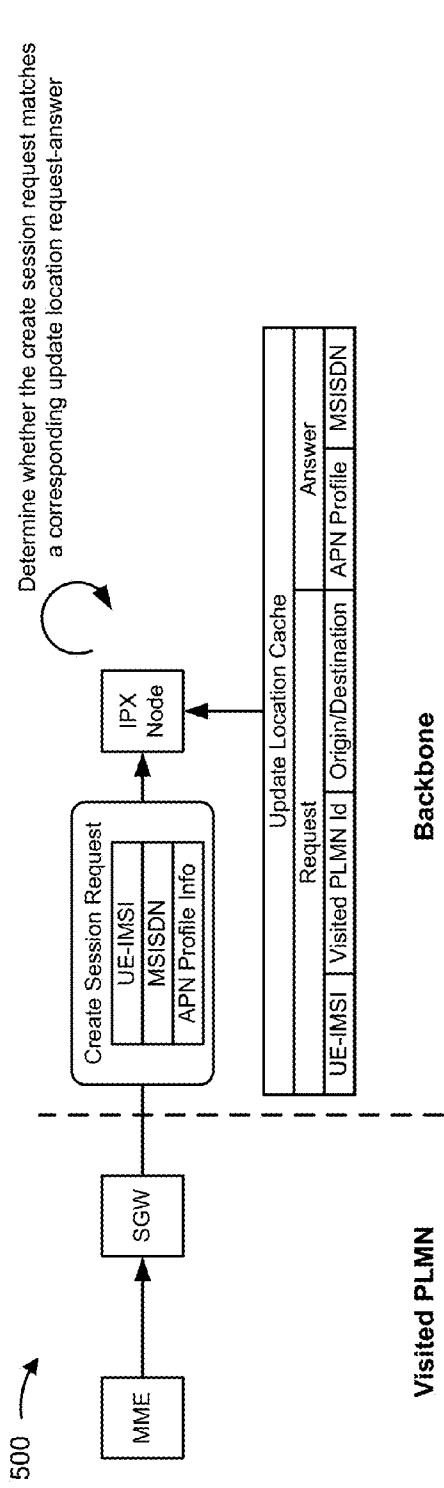 500
Determine whether the create session request matches
a corresponding update location request-answer
MME
SGW
Create Session Request
UE-IMSI
MSISDN
APN Profile Info
IPX
Node
Update Location Cache
Request
Answer
UE-IMSI
Visited PLMN Id
Origin/Destination
APN Profile
MSISDN
Visited PLMN
Backbone